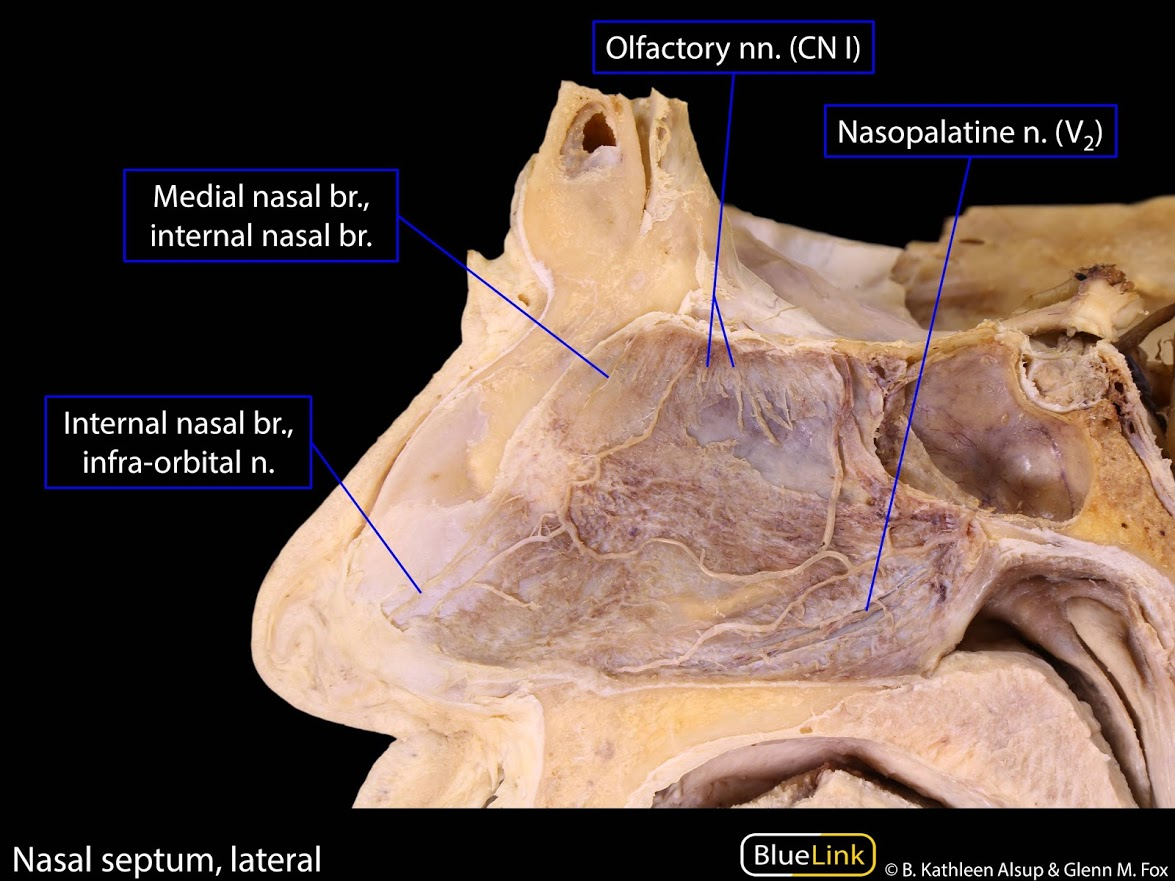 Olfactory nn. (CN I)
Nasopalatine n. (V₂)
Medial nasal br.,
internal nasal br.
Internal nasal br.,
infra-orbital n.
Nasal septum, lateral
BlueLink
© B. Kathleen Alsup & Glenn M. Fox